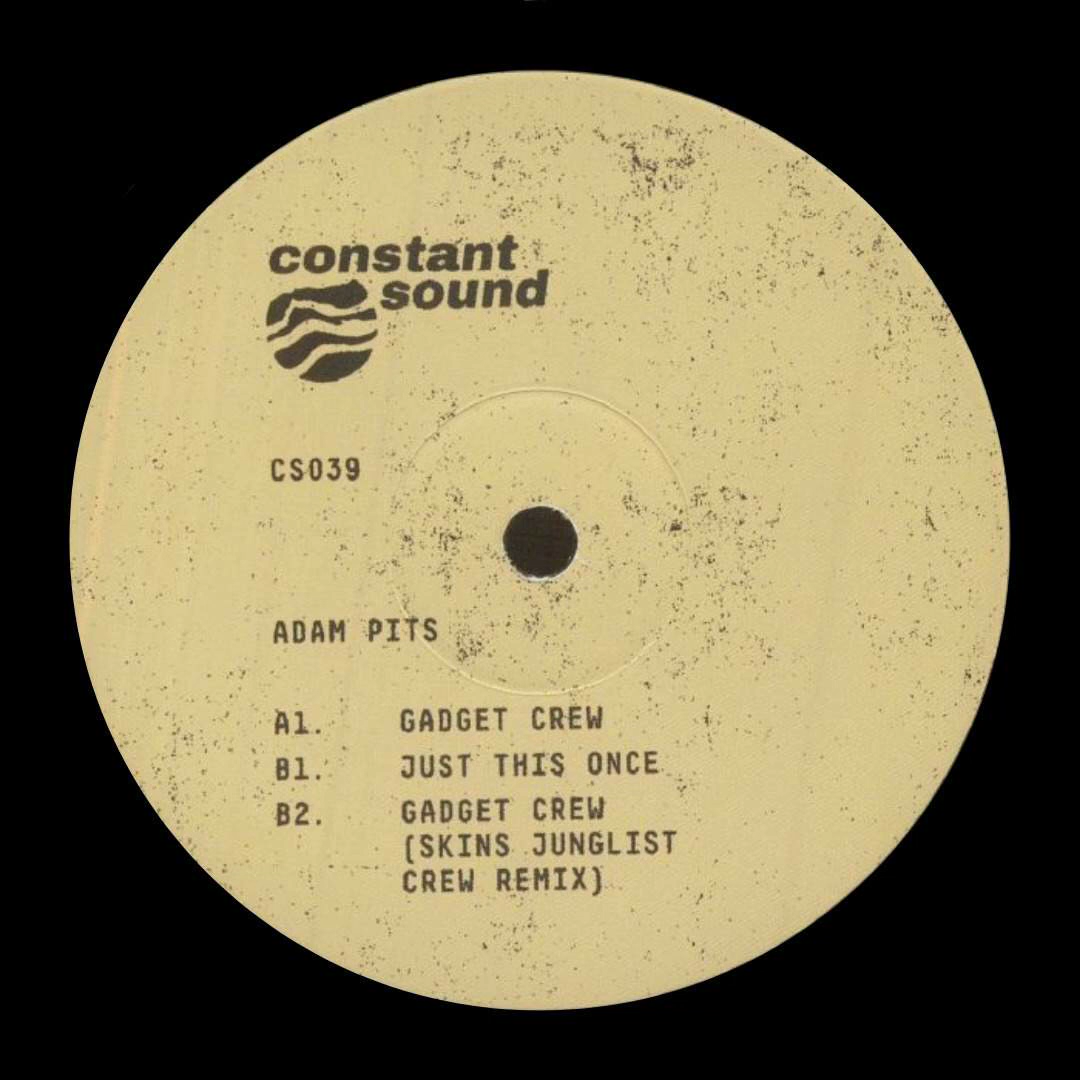 constant
sound
CS039
ADAM PITS
A1. GADGET CREW
B1. JUST THIS ONCE
B2. GADGET CREW
(SKINS JUNGLIST
CREW REMIX)